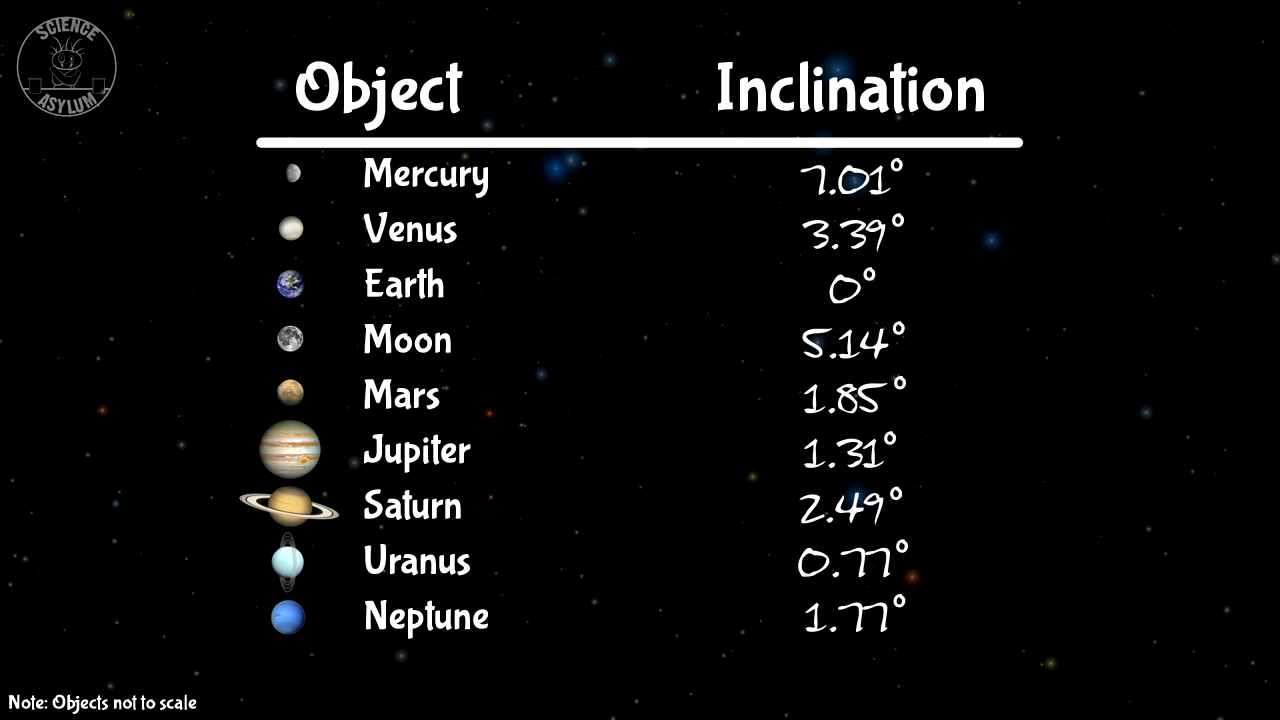 SCIENCE
ASYLUM
Object Inclination
Mercury 7.01°
Venus 3.39°
Earth 0°
Moon 5.14°
Mars 1.85°
Jupiter 1.31°
Saturn 2.49°
Uranus 0.77°
Neptune 1.77°
Note: Objects not to scale